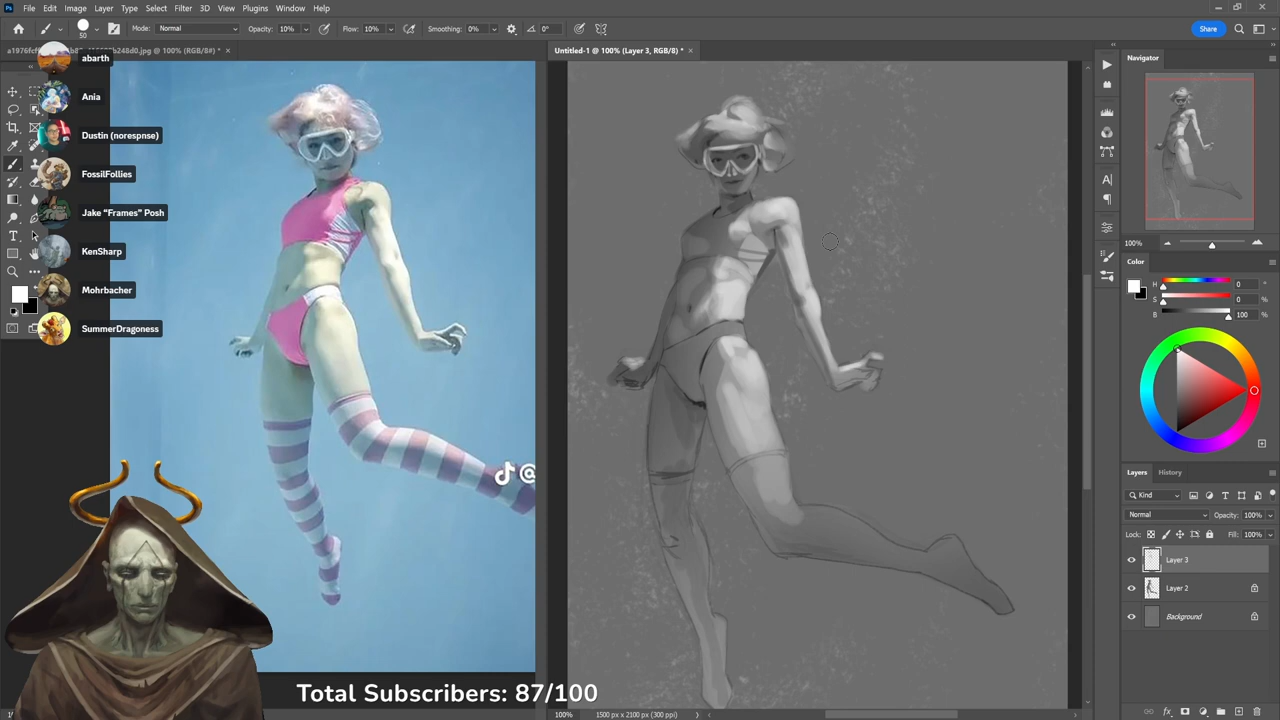 File Edit Image Layer Type Select Filter 3D View Plugins Window Help
50 Mode: Normal Opacity: 10% Flow: 10% Smoothing: 0% 0° Share
Untitled-1 @ 100% (Layer 3, RGB/8) *
abarth
Ania
Dustin (norespnse)
FossilFollies
Jake "Frames" Posh
KenSharp
Mohrbacher
SummerDragoness
Total Subscribers: 87/100
100% 1500 px x 2100 px (300 ppi)
Navigator
100%
Color
H 0 °
S 0 %
B 100 %
Layers History
Kind
Normal Opacity: 100%
Lock: Fill: 100%
Layer 3
Layer 2
Background